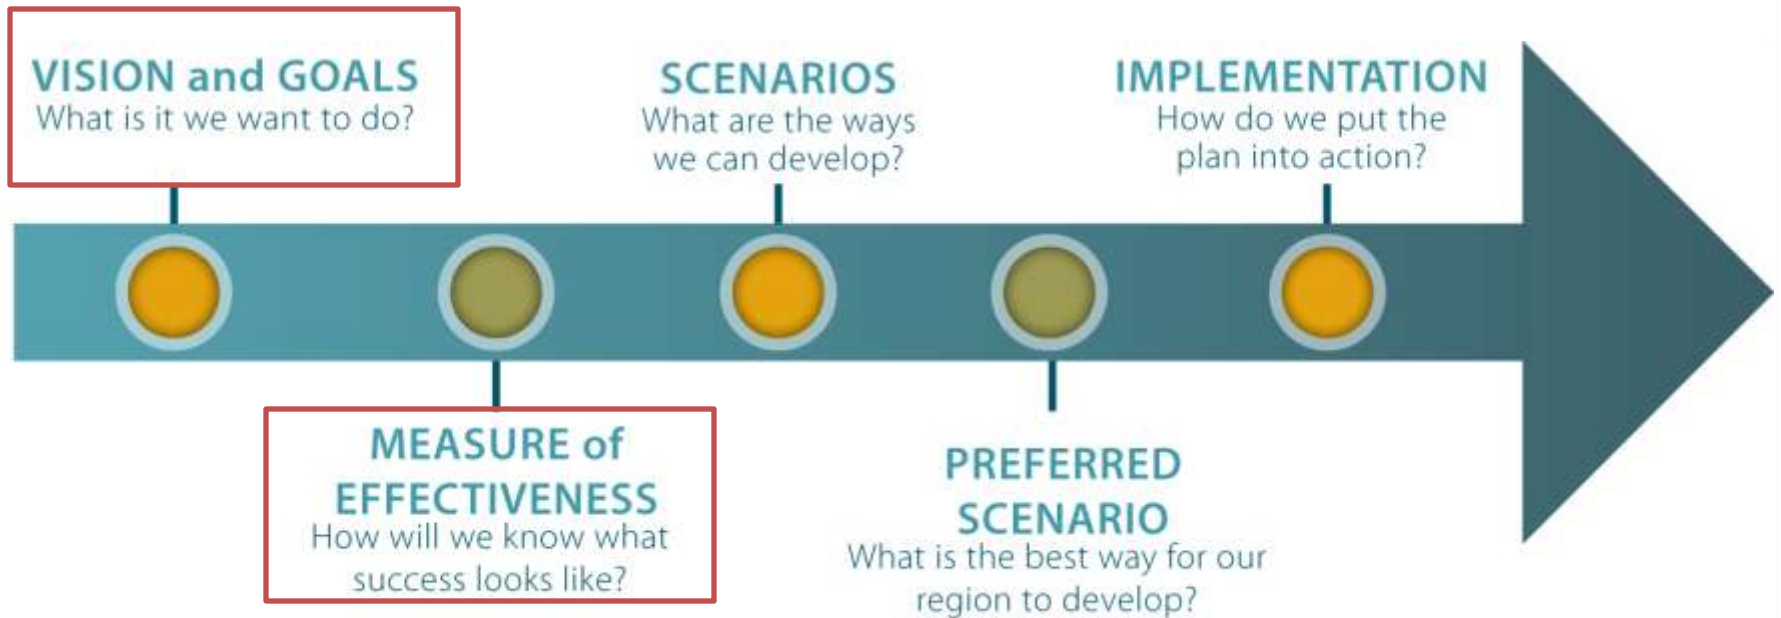 VISION and GOALS
What is it we want to do?
MEASURE of
EFFECTIVENESS
How will we know what
success looks like?
SCENARIOS
What are the ways
we can develop?
PREFERRED
SCENARIO
What is the best way for our
region to develop?
IMPLEMENTATION
How do we put the
plan into action?